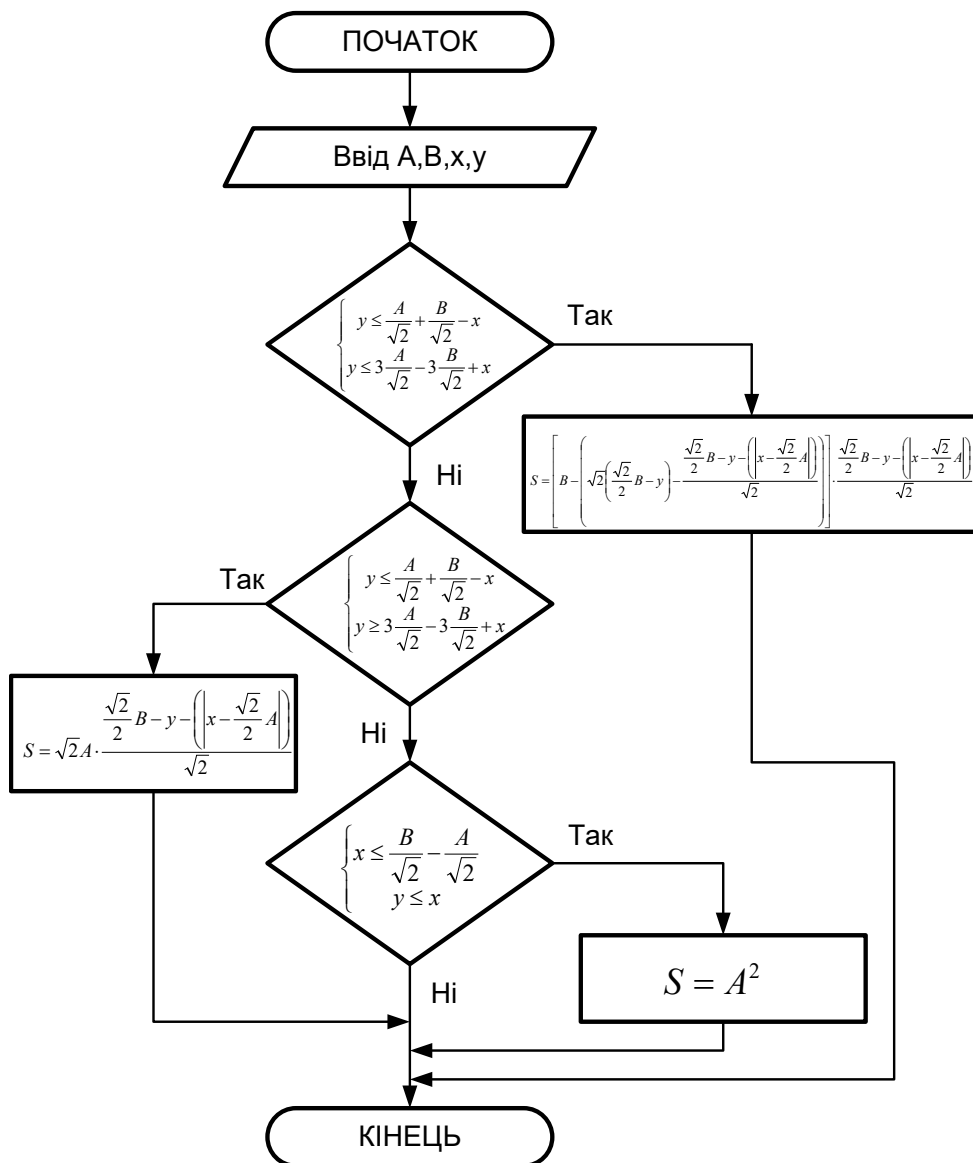 ПОЧАТОК
Ввід А,В,х,у
y ≤ A/√2 + B/√2 − x
y ≤ 3 A/√2 − 3 B/√2 + x
Так
S = [B − (√2(√2/2 B − y) − (√2/2 B − y − (|x − √2/2 A|))/√2)] · (√2/2 B − y − (|x − √2/2 A|))/√2
Ні
Так
y ≤ A/√2 + B/√2 − x
y ≥ 3 A/√2 − 3 B/√2 + x
S = √2 A · (√2/2 B − y − (|x − √2/2 A|))/√2
Ні
Так
x ≤ B/√2 − A/√2
y ≤ x
S = A²
Ні
КІНЕЦЬ